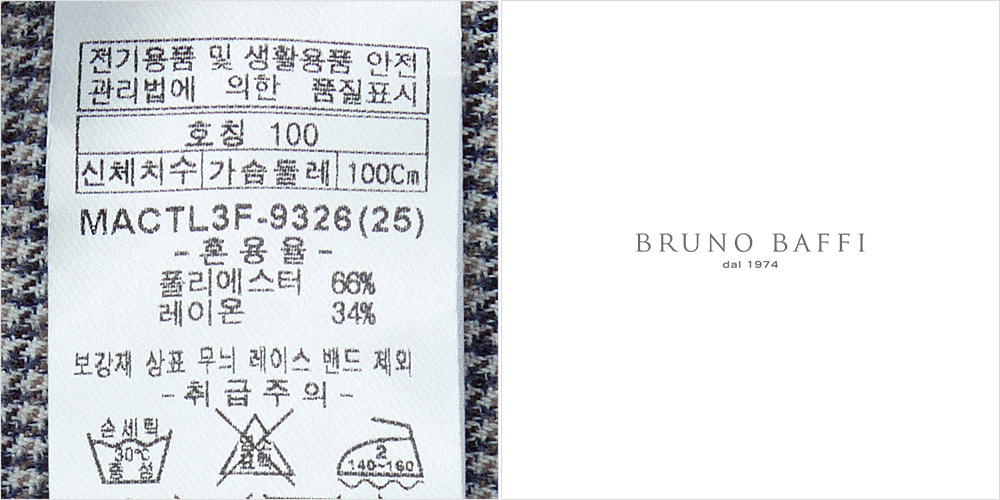 전기용품 및 생활용품 안전
관리법에 의한 품질표시
호칭 100
신체치수 가슴둘레 100Cm
MACTL3F-9326(25)
-혼용율-
폴리에스터 66%
레이온 34%
보강재 상표 무늬 레이스 밴드 제외
-취급주의-
손세탁
30℃
중성
염소
표백
2
140~160
BRUNO BAFFI
dal 1974